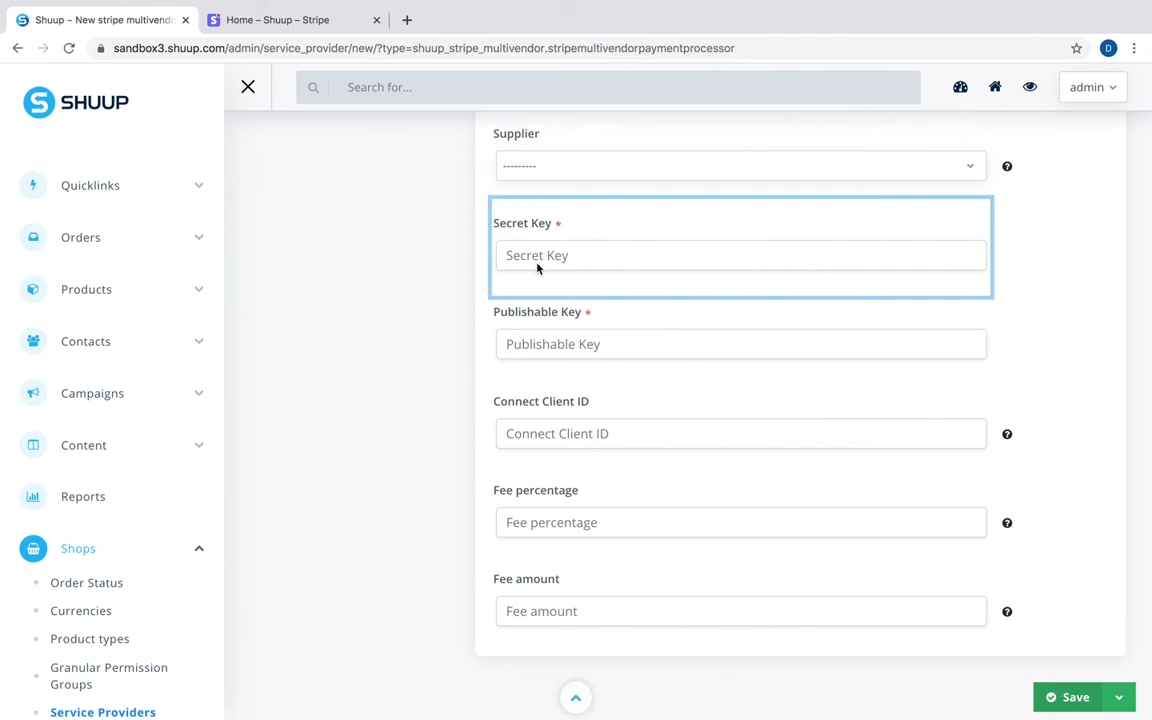 Shuup – New stripe multivendo
Home – Shuup – Stripe
sandbox3.shuup.com/admin/service_provider/new/?type=shuup_stripe_multivendor.stripemultivendorpaymentprocessor
D
SHUUP
Search for...
admin
Quicklinks
Orders
Products
Contacts
Campaigns
Content
Reports
Shops
Order Status
Currencies
Product types
Granular Permission
Groups
Service Providers
Supplier
---------
Secret Key *
Secret Key
Publishable Key *
Publishable Key
Connect Client ID
Connect Client ID
Fee percentage
Fee percentage
Fee amount
Fee amount
Save